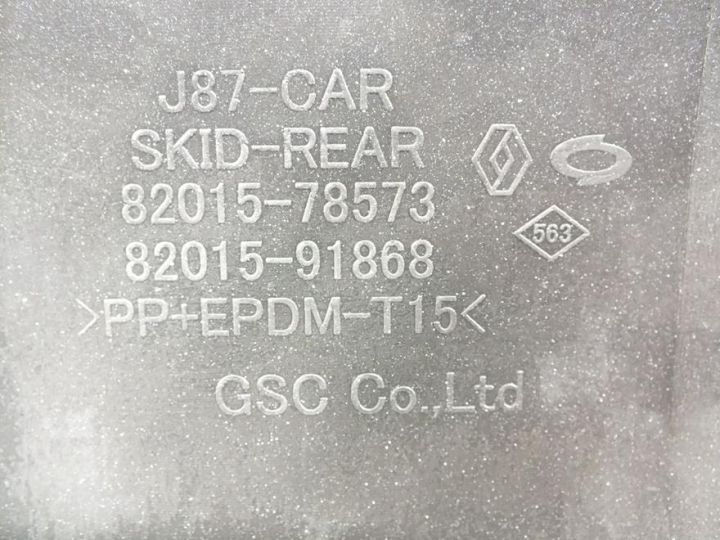 J87-CAR
SKID-REAR
82015-78573
563
82015-91868
>PP+EPDM-T15<
GSC Co.,Ltd